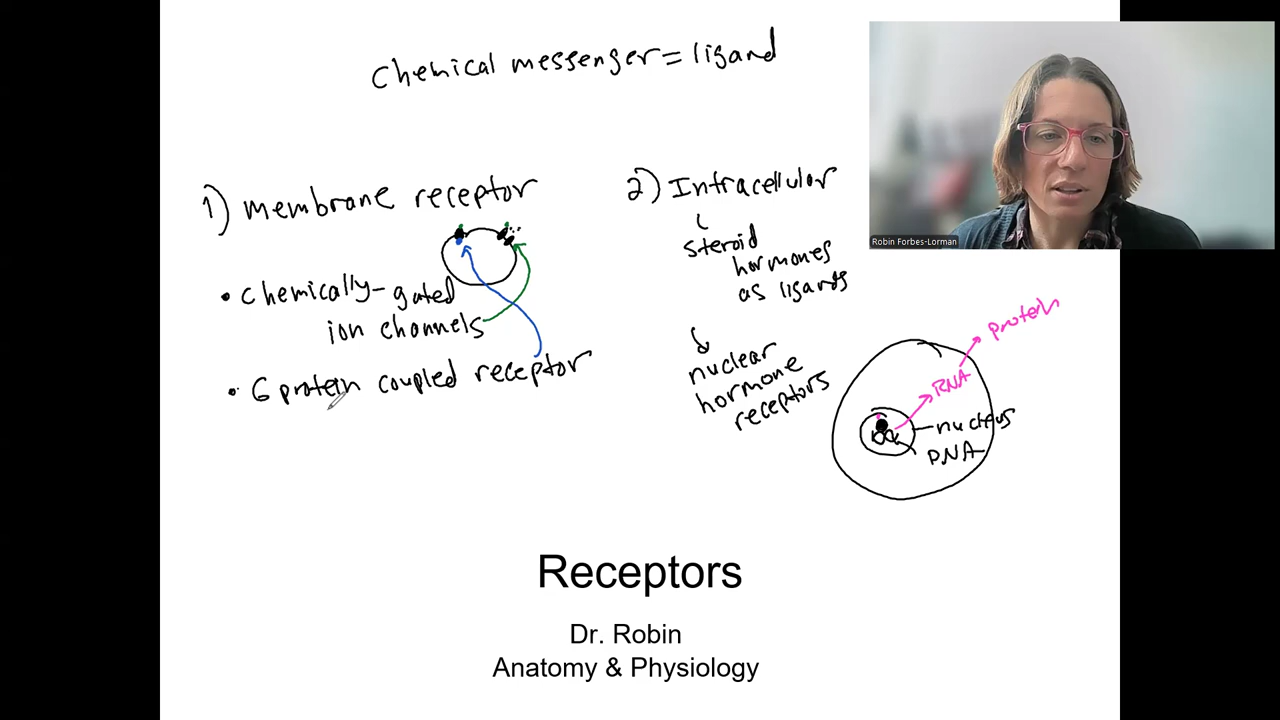 chemical messenger = ligand
Robin Forbes-Lorman
1) membrane receptor
• chemically-gated
ion channels
• G protein coupled receptor
2) Intracellular
steroid
hormones
as ligands
nuclear
hormone
receptors
protein
RNA
nucleus
DNA
Receptors
Dr. Robin
Anatomy & Physiology